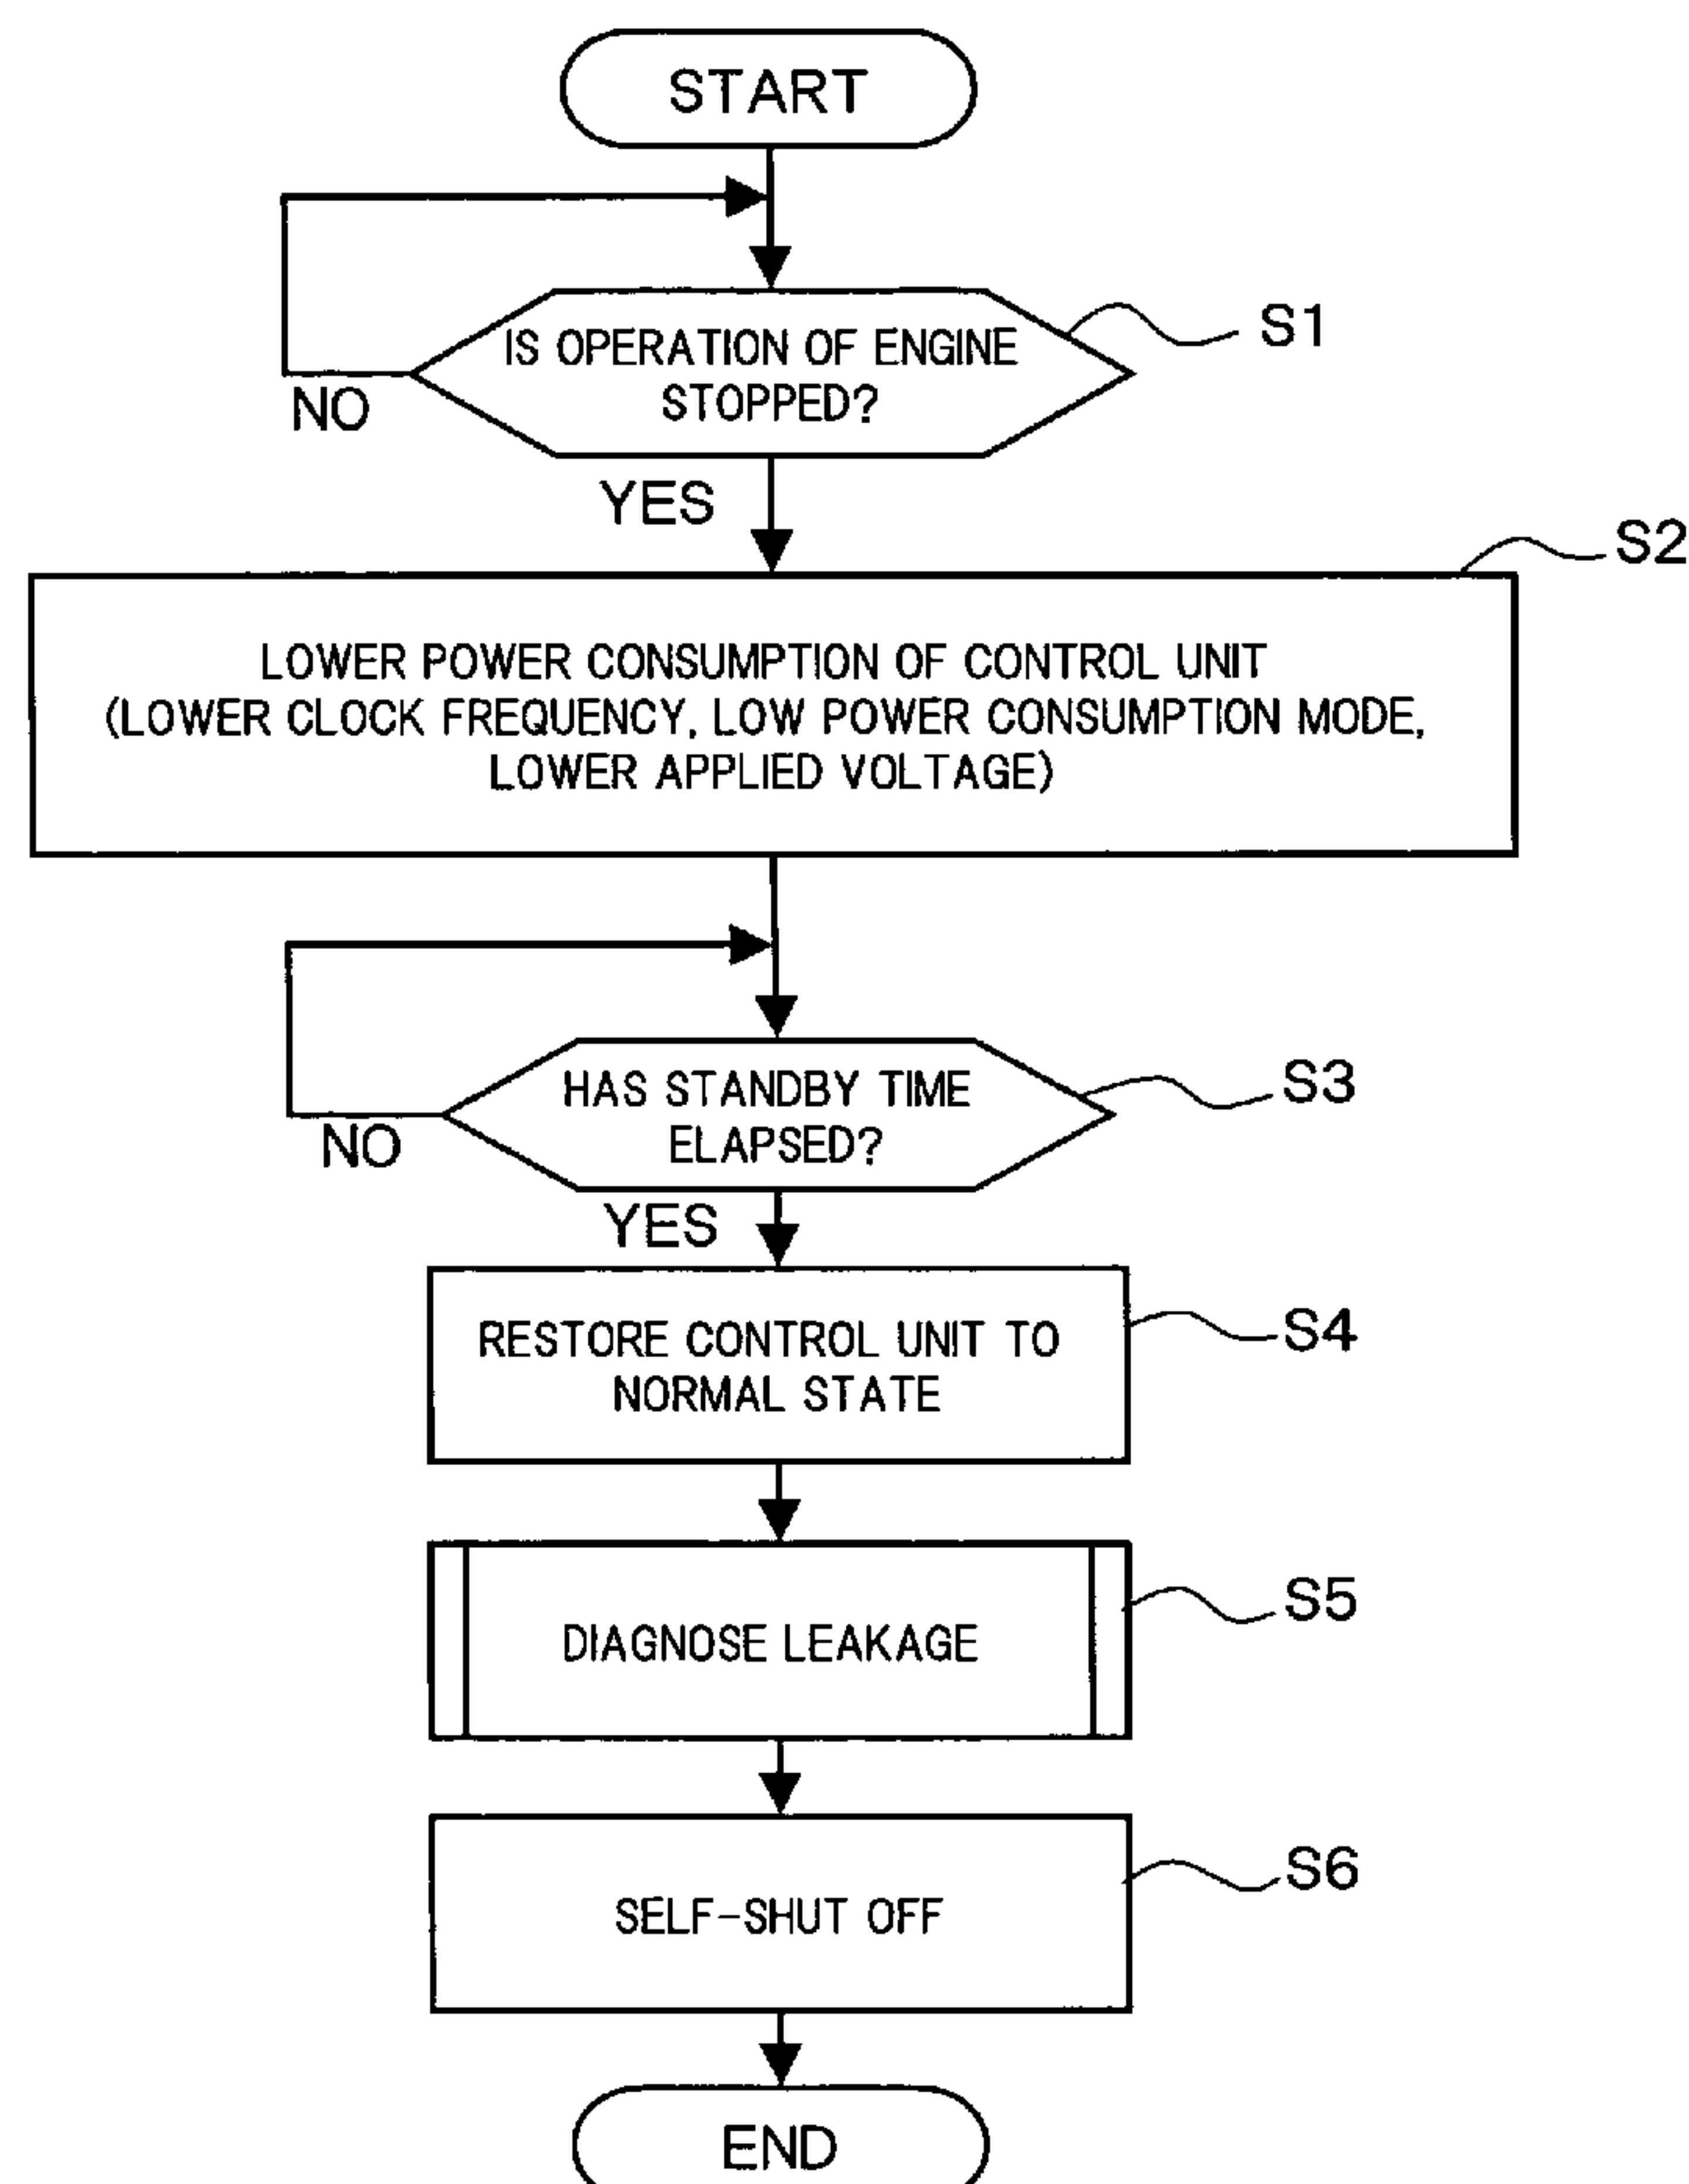 START
IS OPERATION OF ENGINE
STOPPED?
S1
NO
YES
S2
LOWER POWER CONSUMPTION OF CONTROL UNIT
(LOWER CLOCK FREQUENCY, LOW POWER CONSUMPTION MODE,
LOWER APPLIED VOLTAGE)
HAS STANDBY TIME
ELAPSED?
S3
NO
YES
RESTORE CONTROL UNIT TO
NORMAL STATE
S4
DIAGNOSE LEAKAGE
S5
SELF-SHUT OFF
S6
END